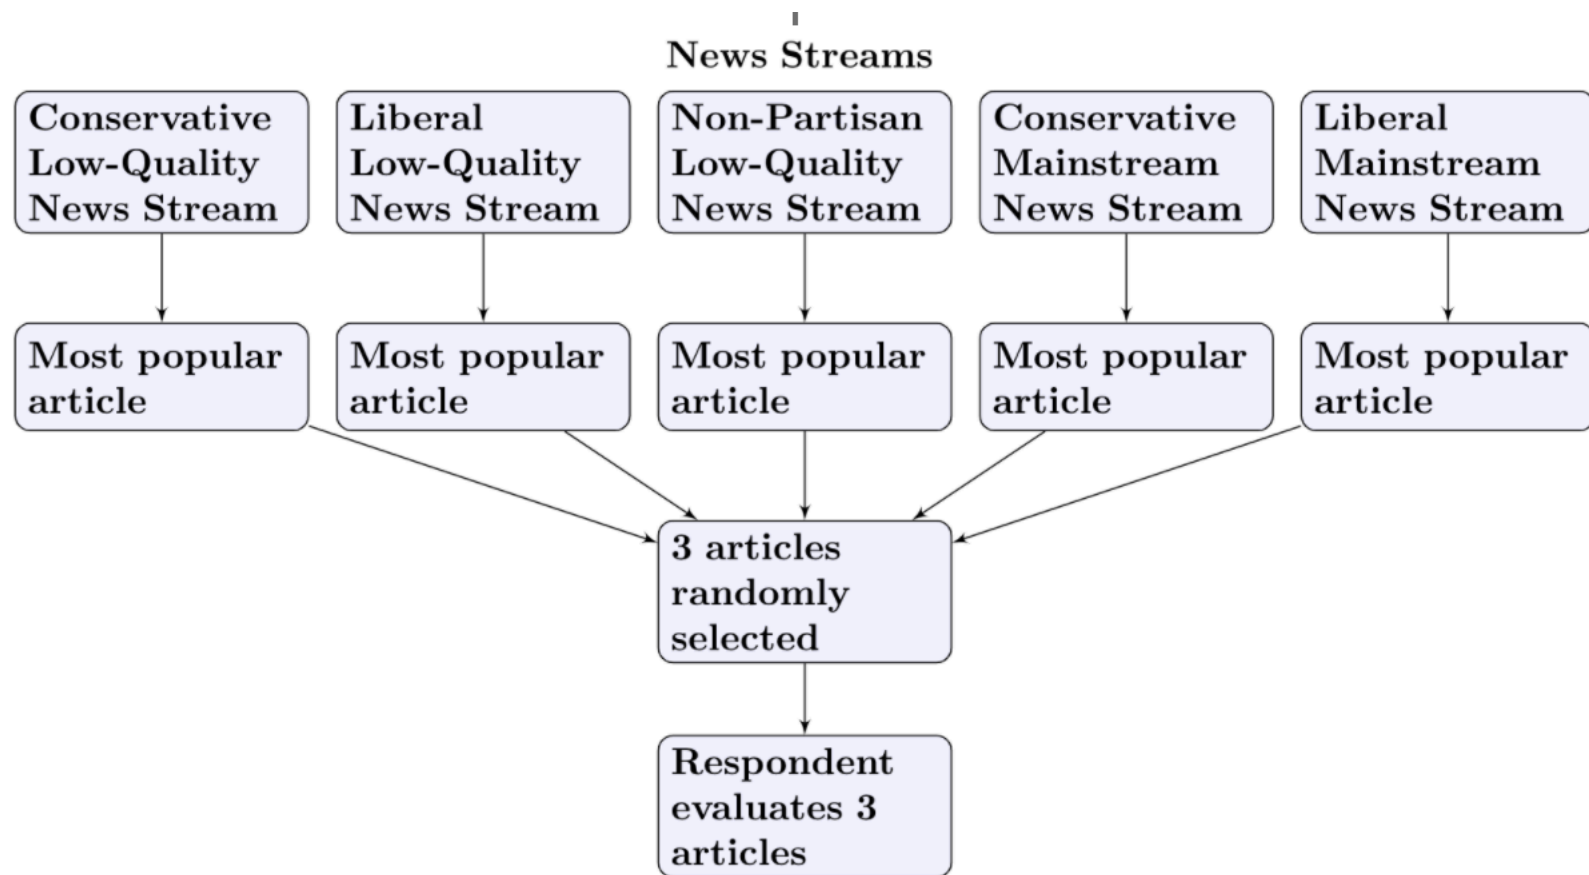 News Streams
Conservative
Low-Quality
News Stream
Liberal
Low-Quality
News Stream
Non-Partisan
Low-Quality
News Stream
Conservative
Mainstream
News Stream
Liberal
Mainstream
News Stream
Most popular
article
Most popular
article
Most popular
article
Most popular
article
Most popular
article
3 articles
randomly
selected
Respondent
evaluates 3
articles